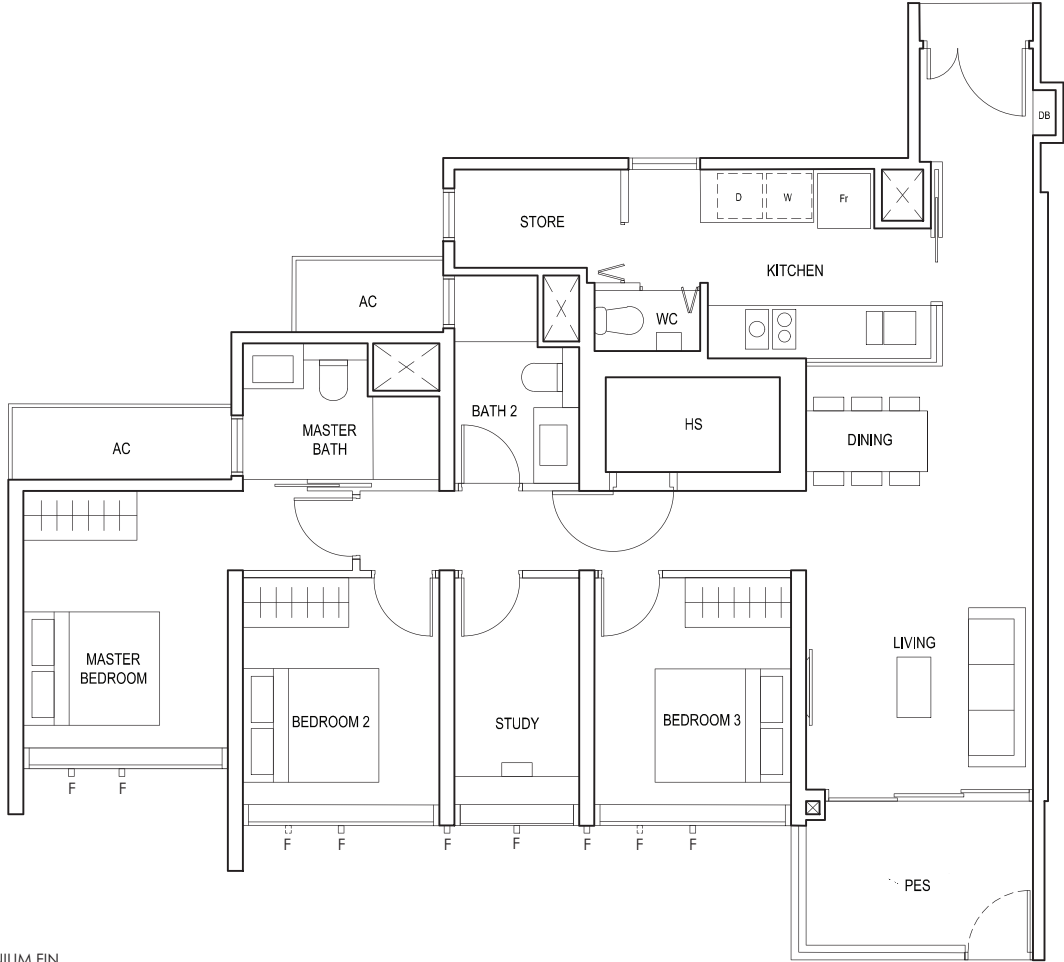 DB
D
W
Fr
STORE
KITCHEN
AC
WC
BATH 2
HS
DINING
MASTER
BATH
AC
LIVING
MASTER
BEDROOM
BEDROOM 2
STUDY
BEDROOM 3
F
F
F
F
F
F
F
F
F
PES